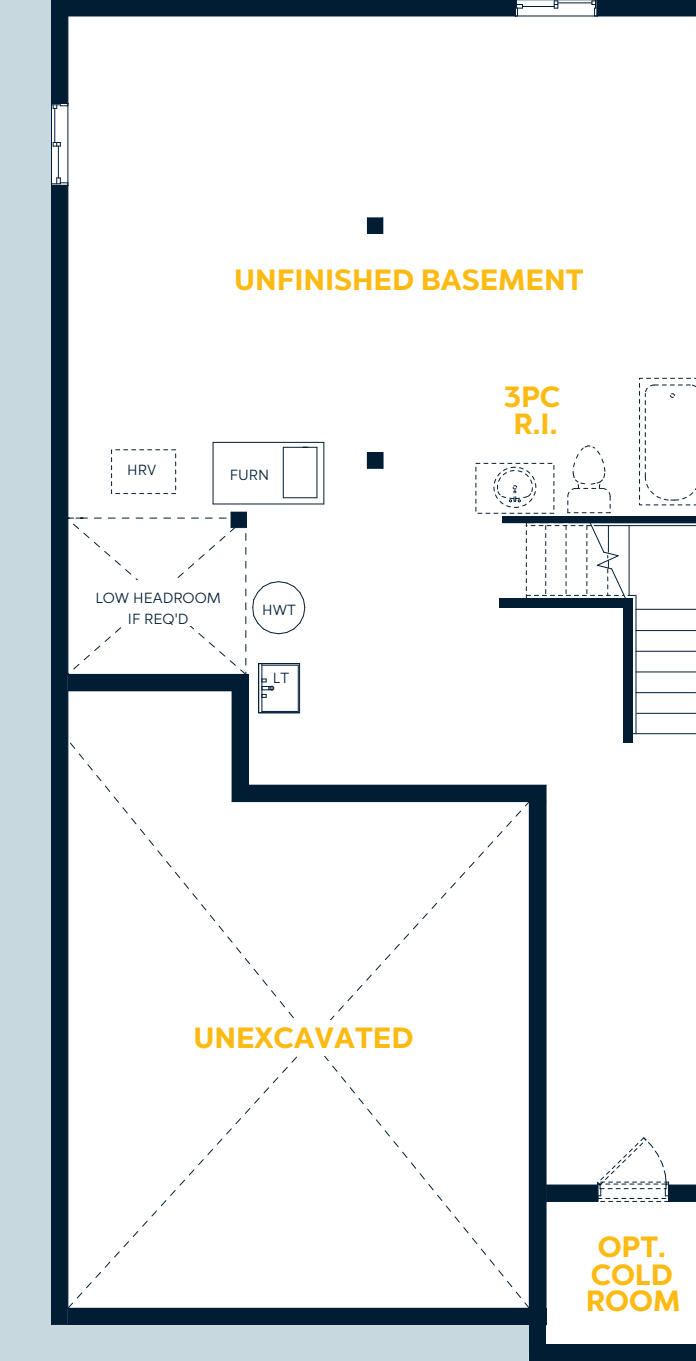 UNFINISHED BASEMENT
3PC
R.I.
HRV
FURN
LOW HEADROOM
IF REQ'D
HWT
LT
UNEXCAVATED
OPT.
COLD
ROOM